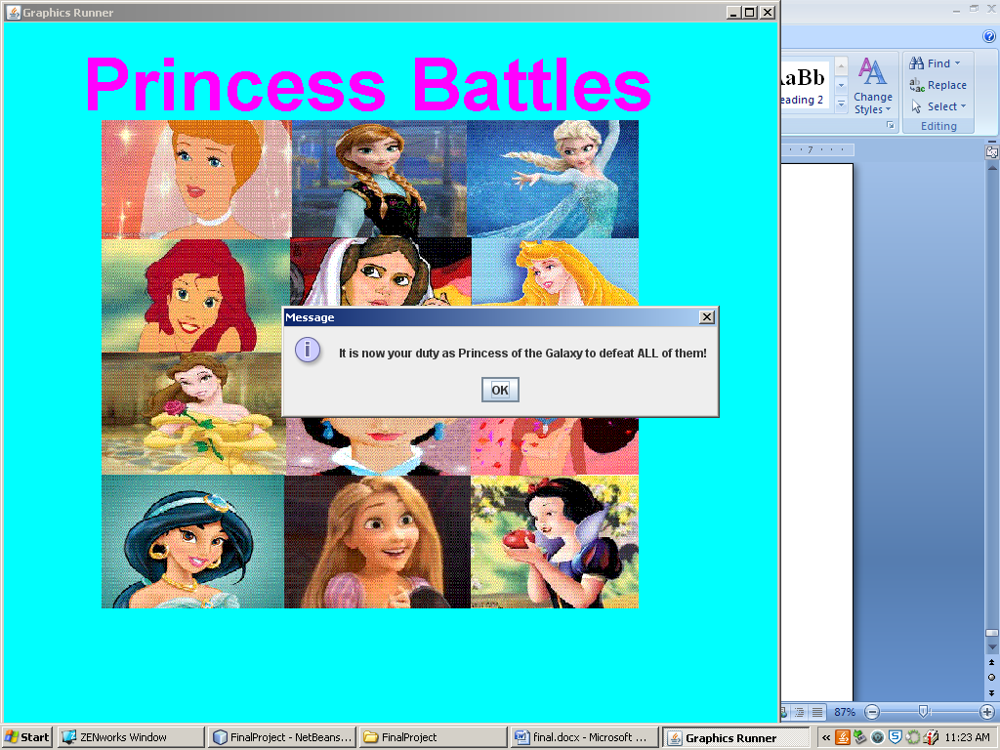 Graphics Runner
Princess Battles
AaBb
eading 2
Change
Styles
Find
Replace
Select
Editing
7
Message
It is now your duty as Princess of the Galaxy to defeat ALL of them!
OK
87%
Start
ZENworks Window
FinalProject - NetBeans...
FinalProject
final.docx - Microsoft ...
Graphics Runner
11:23 AM